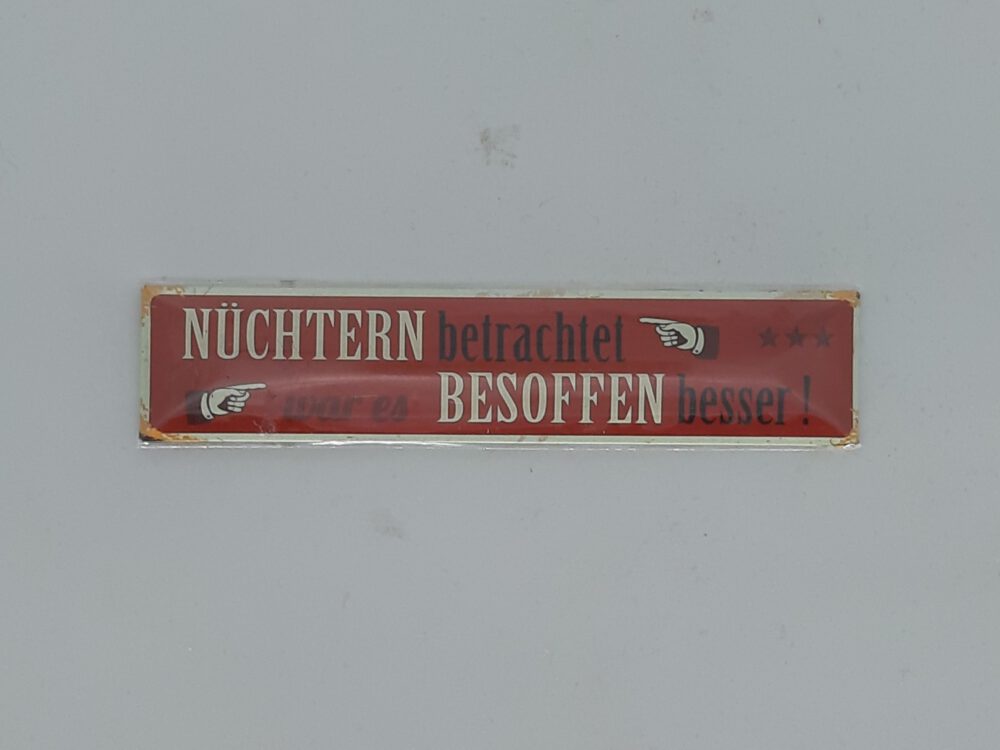 NÜCHTERN betrachtet
war es BESOFFEN besser !